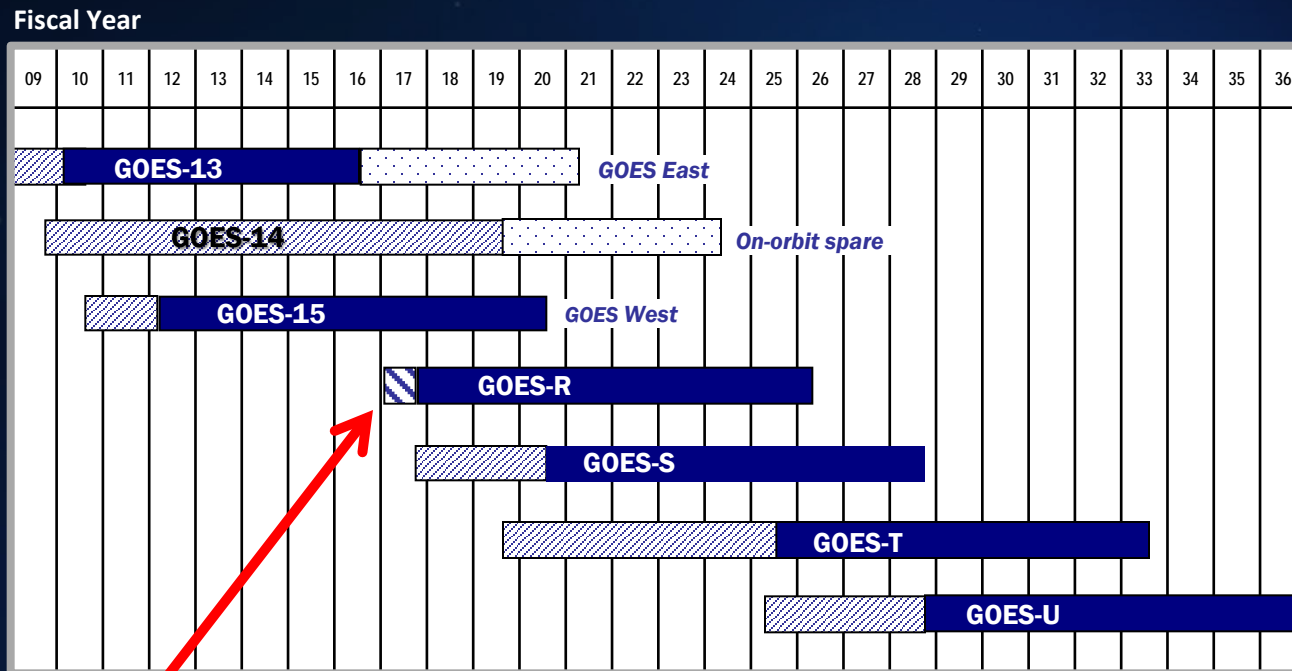 Fiscal Year
09 10 11 12 13 14 15 16 17 18 19 20 21 22 23 24 25 26 27 28 29 30 31 32 33 34 35 36
GOES-13 GOES East
GOES-14 On-orbit spare
GOES-15 GOES West
GOES-R
GOES-S
GOES-T
GOES-U